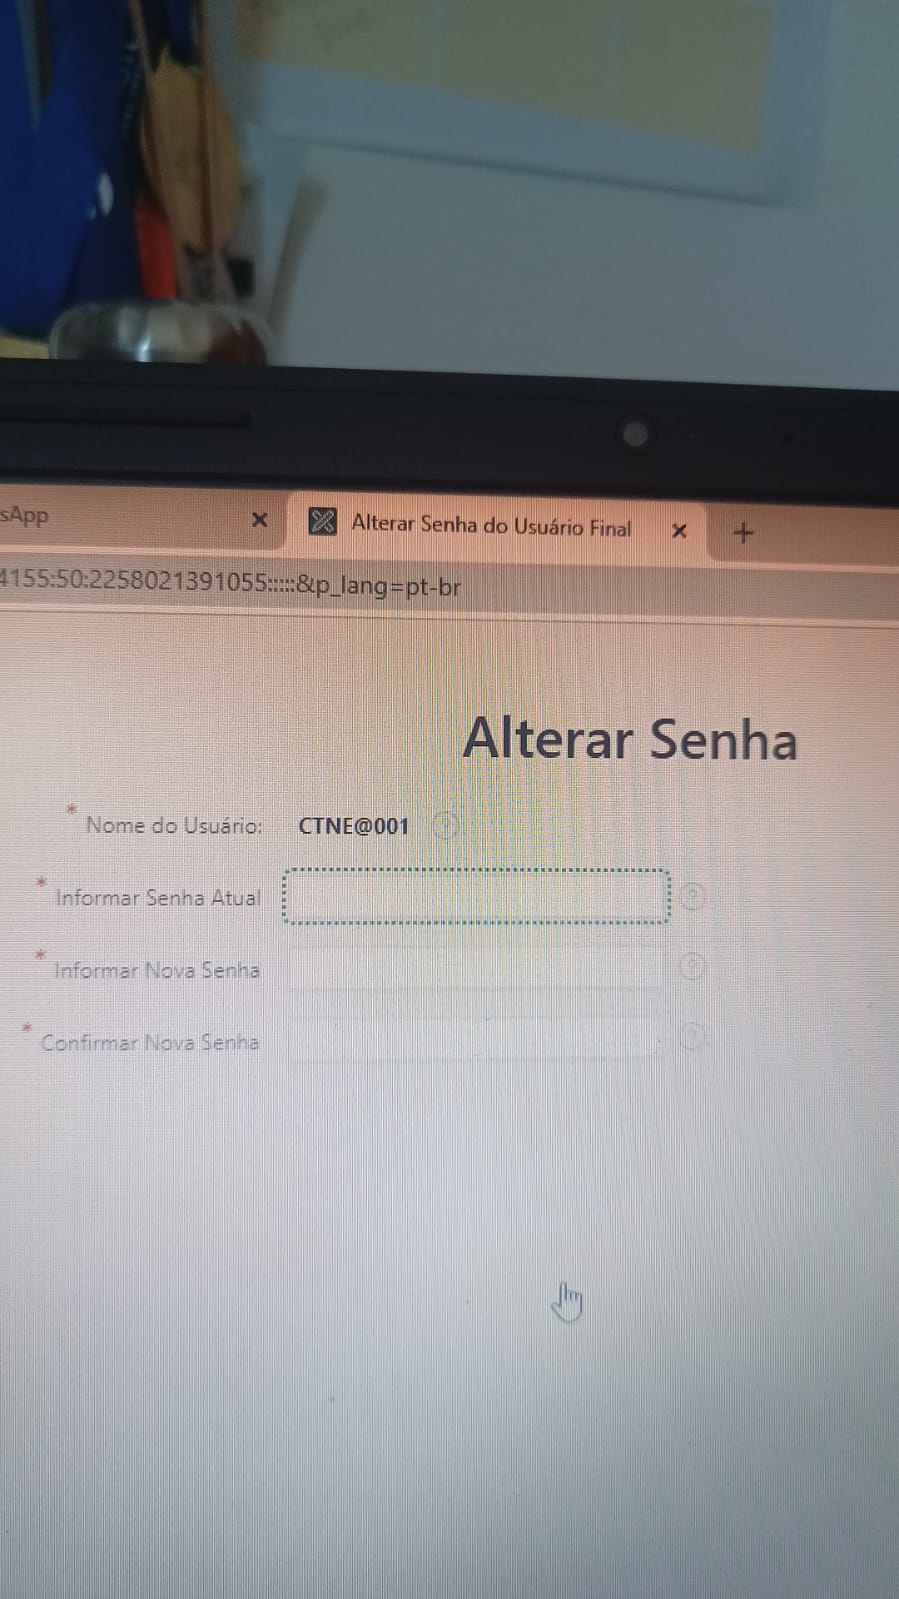 sApp
Alterar Senha do Usuário Final
4155:50:2258021391055:::::&p_lang=pt-br
Alterar Senha
* Nome do Usuário: CTNE@001 ?
* Informar Senha Atual ?
* Informar Nova Senha ?
* Confirmar Nova Senha ?